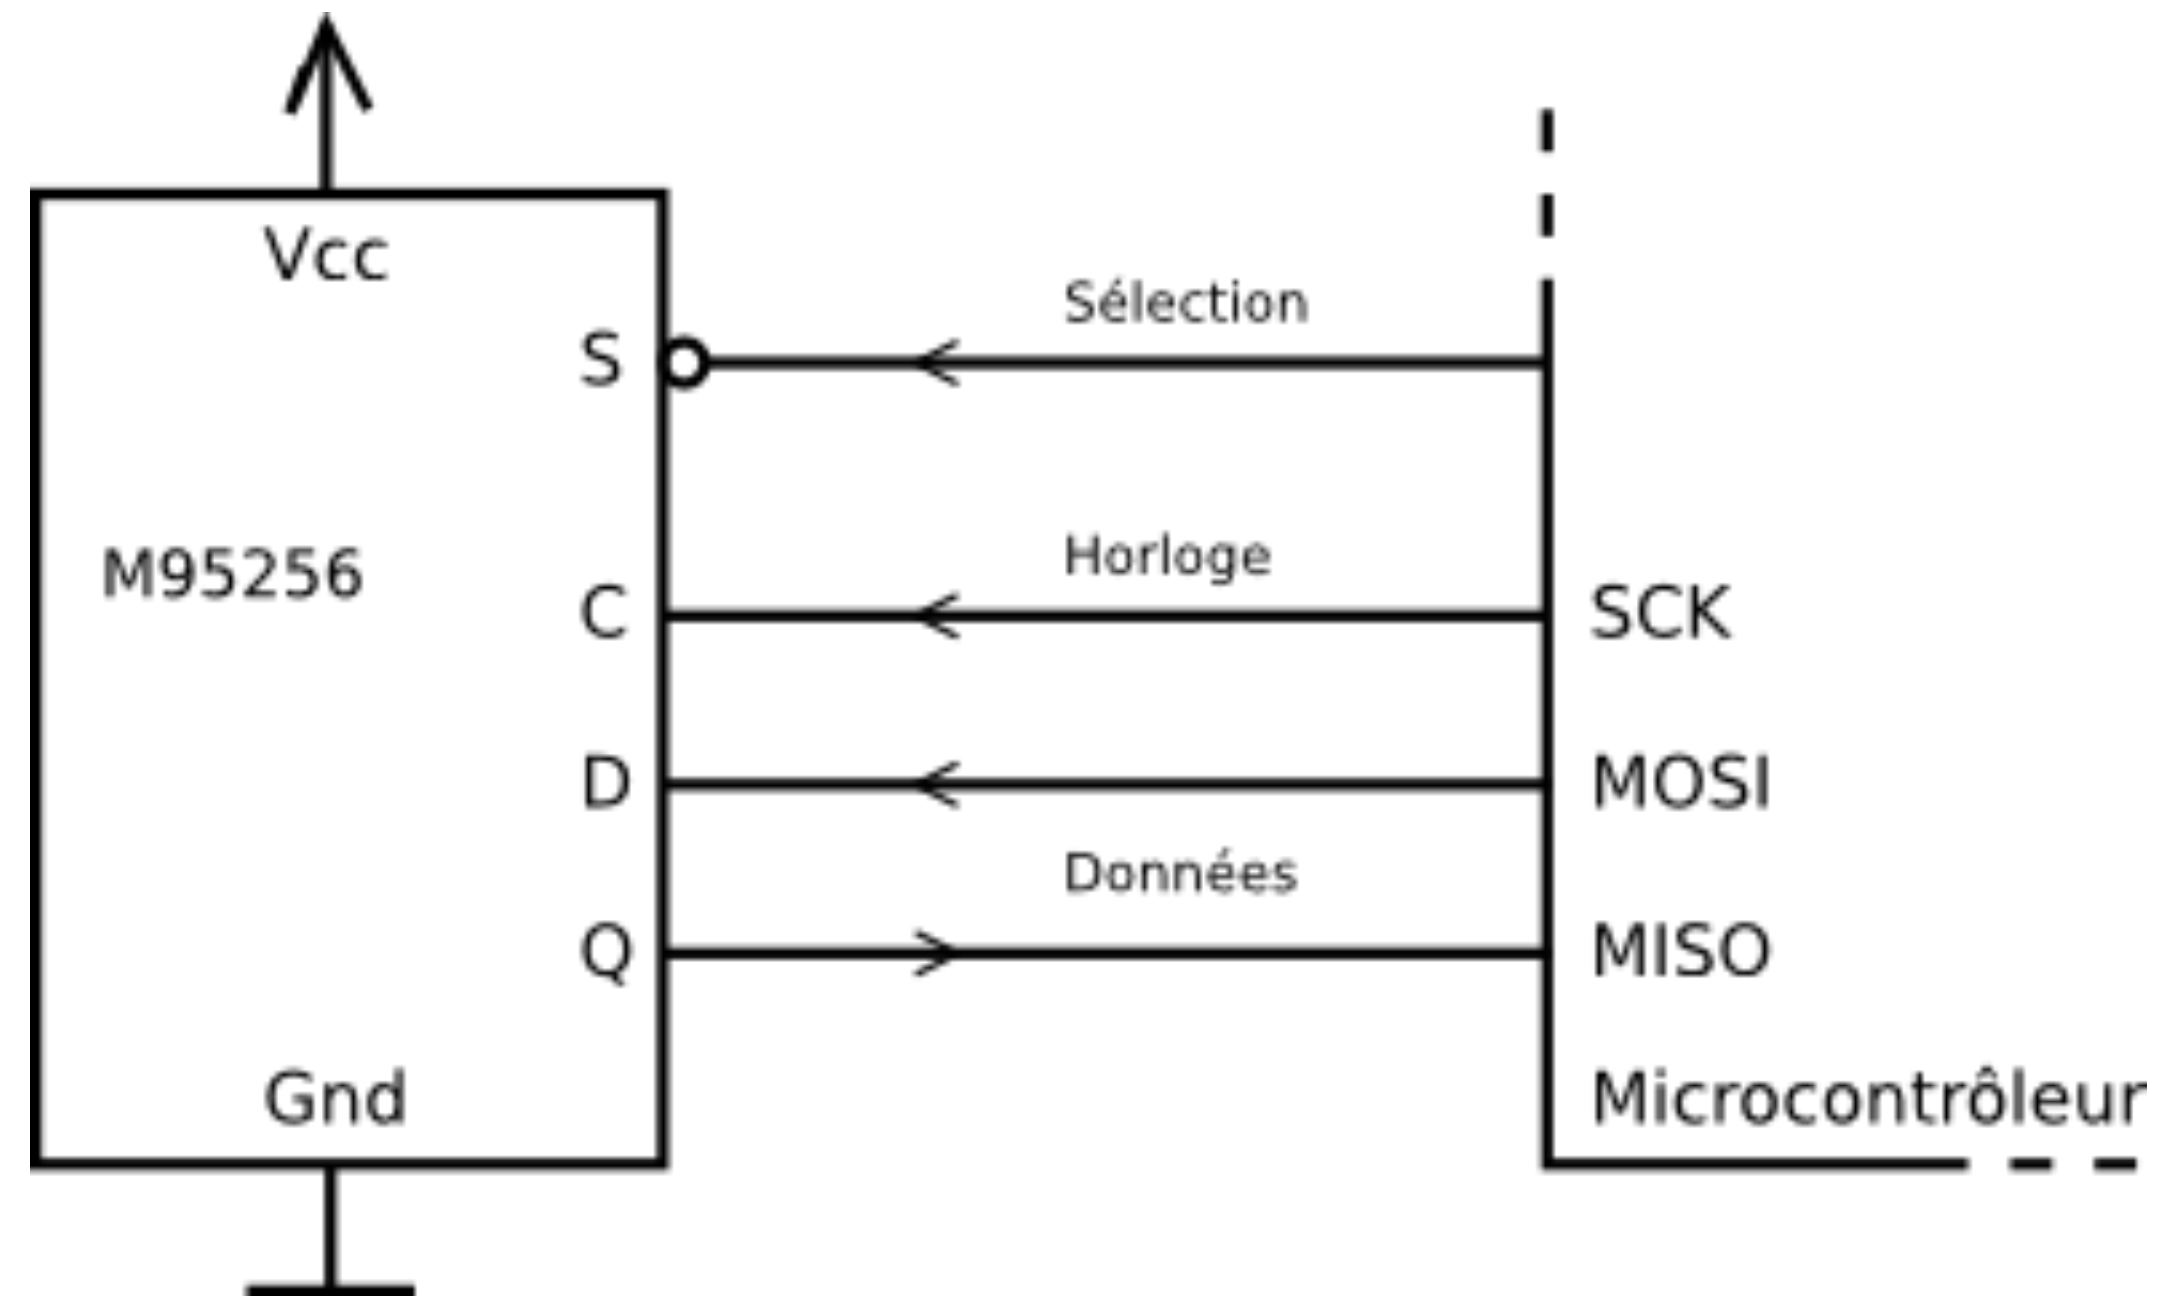 Vcc
Sélection
S
Horloge
M95256
C
SCK
D
MOSI
Données
Q
MISO
Gnd
Microcontrôleur